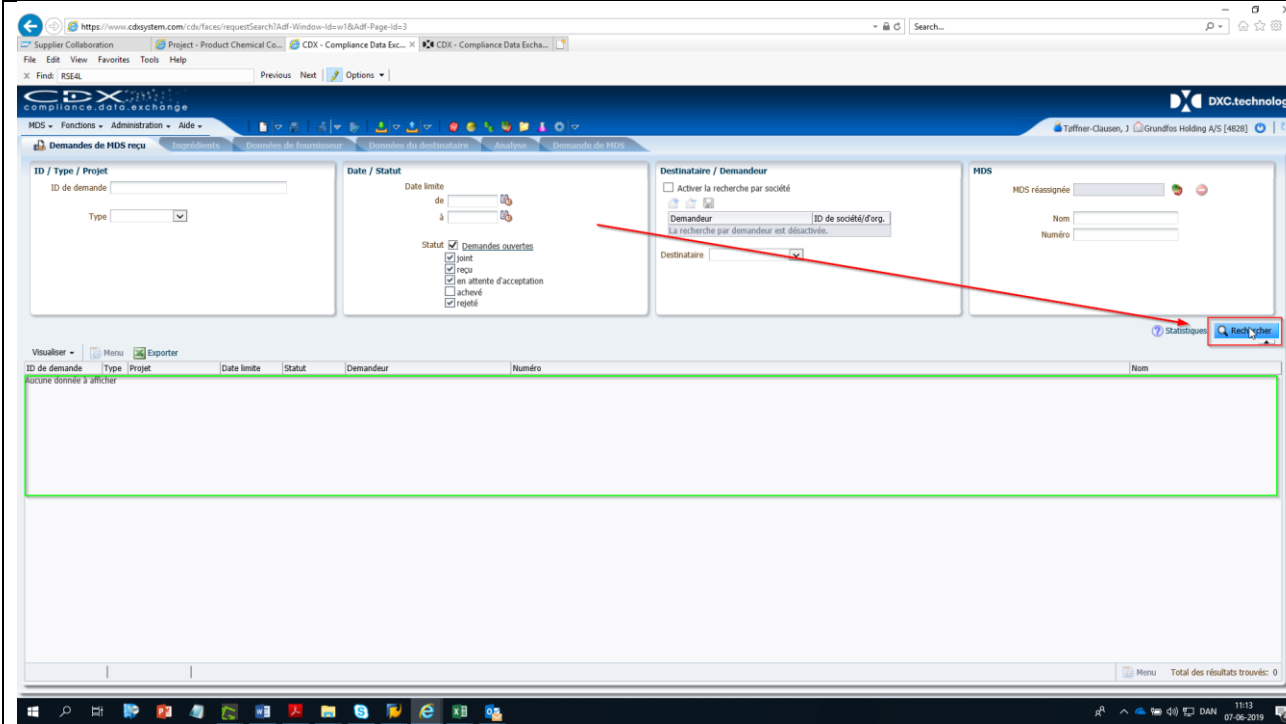 https://www.cdxsystem.com/cdx/faces/requestSearch?Adf-Window-Id=w1&Adf-Page-Id=3
Search...
Supplier Collaboration
Project - Product Chemical Co...
CDX - Compliance Data Exc...
CDX - Compliance Data Excha...
File Edit View Favorites Tools Help
Find: RSE4L Previous Next Options
CDX
compliance.data.exchange
DXC.technolog
MDS Fonctions Administration Aide
Tøffner-Clausen, J Grundfos Holding A/S [4828]
Demandes de MDS reçu Ingrédients Données de fournisseur Données du destinataire Analyse Demande de MDS
ID / Type / Projet
ID de demande
Type
Date / Statut
Date limite
de
à
Statut Demandes ouvertes
joint
reçu
en attente d'acceptation
achevé
rejeté
Destinataire / Demandeur
Activer la recherche par société
Demandeur ID de société/d'org.
La recherche par demandeur est désactivée.
Destinataire
MDS
MDS réassignée
Nom
Numéro
Statistiques Rechercher
Visualiser Menu Exporter
ID de demande Type Projet Date limite Statut Demandeur Numéro Nom
Aucune donnée à afficher
Menu Total des résultats trouvés: 0
DAN
11:13
07-06-2019